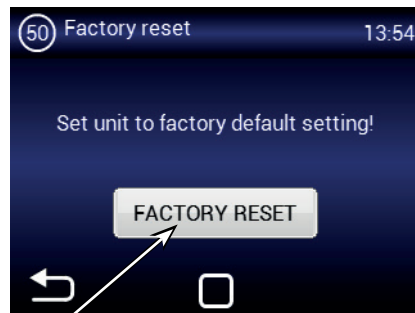 50 Factory reset 13:54
Set unit to factory default setting!
FACTORY RESET